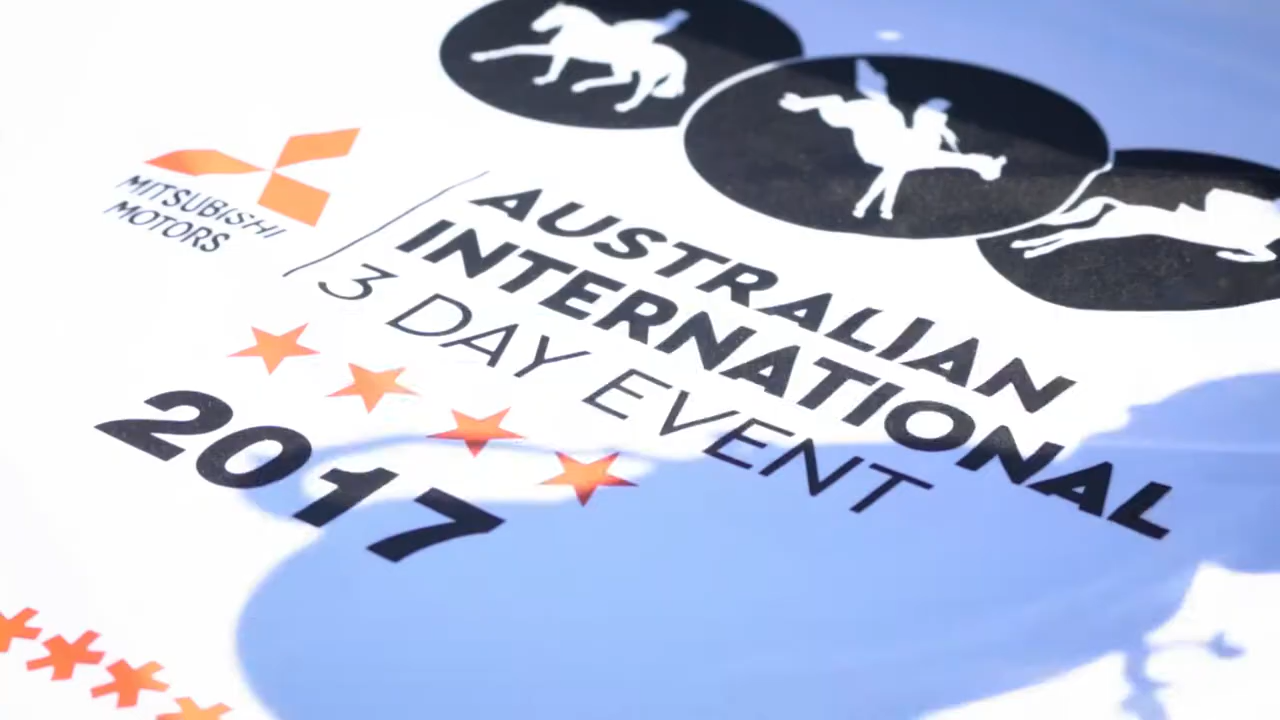 MITSUBISHI
MOTORS
AUSTRALIAN
INTERNATIONAL
3 DAY EVENT
2017